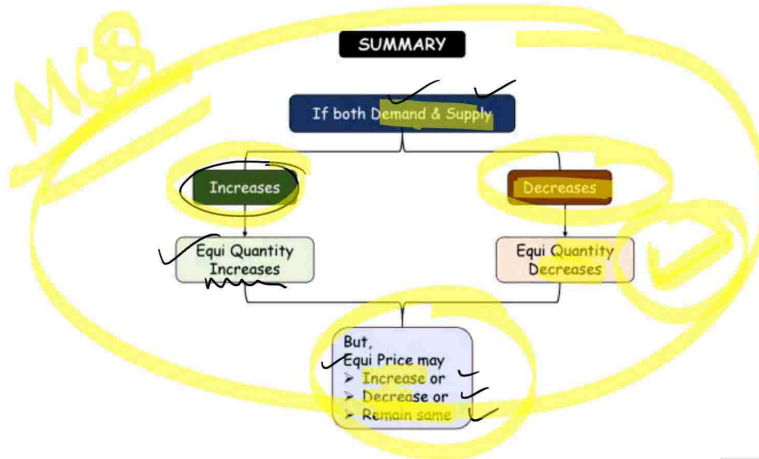 MCQ
SUMMARY
If both Demand & Supply
Increases
Decreases
Equi Quantity
Increases
Equi Quantity
Decreases
But,
Equi Price may
➢ Increase or
➢ Decrease or
➢ Remain same